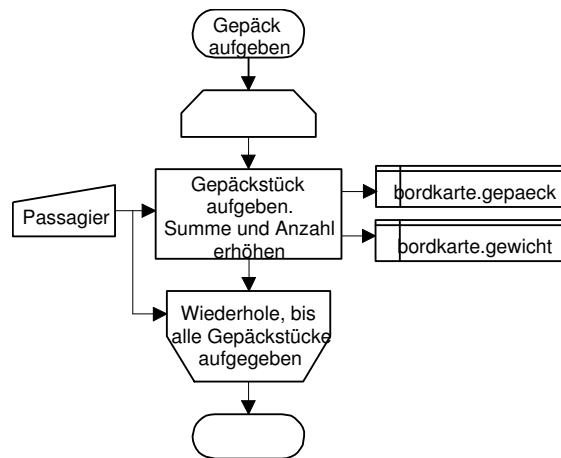 Gepäck
aufgeben
Gepäckstück
aufgeben.
Summe und Anzahl
erhöhen
Passagier
bordkarte.gepaeck
bordkarte.gewicht
Wiederhole, bis
alle Gepäckstücke
aufgegeben